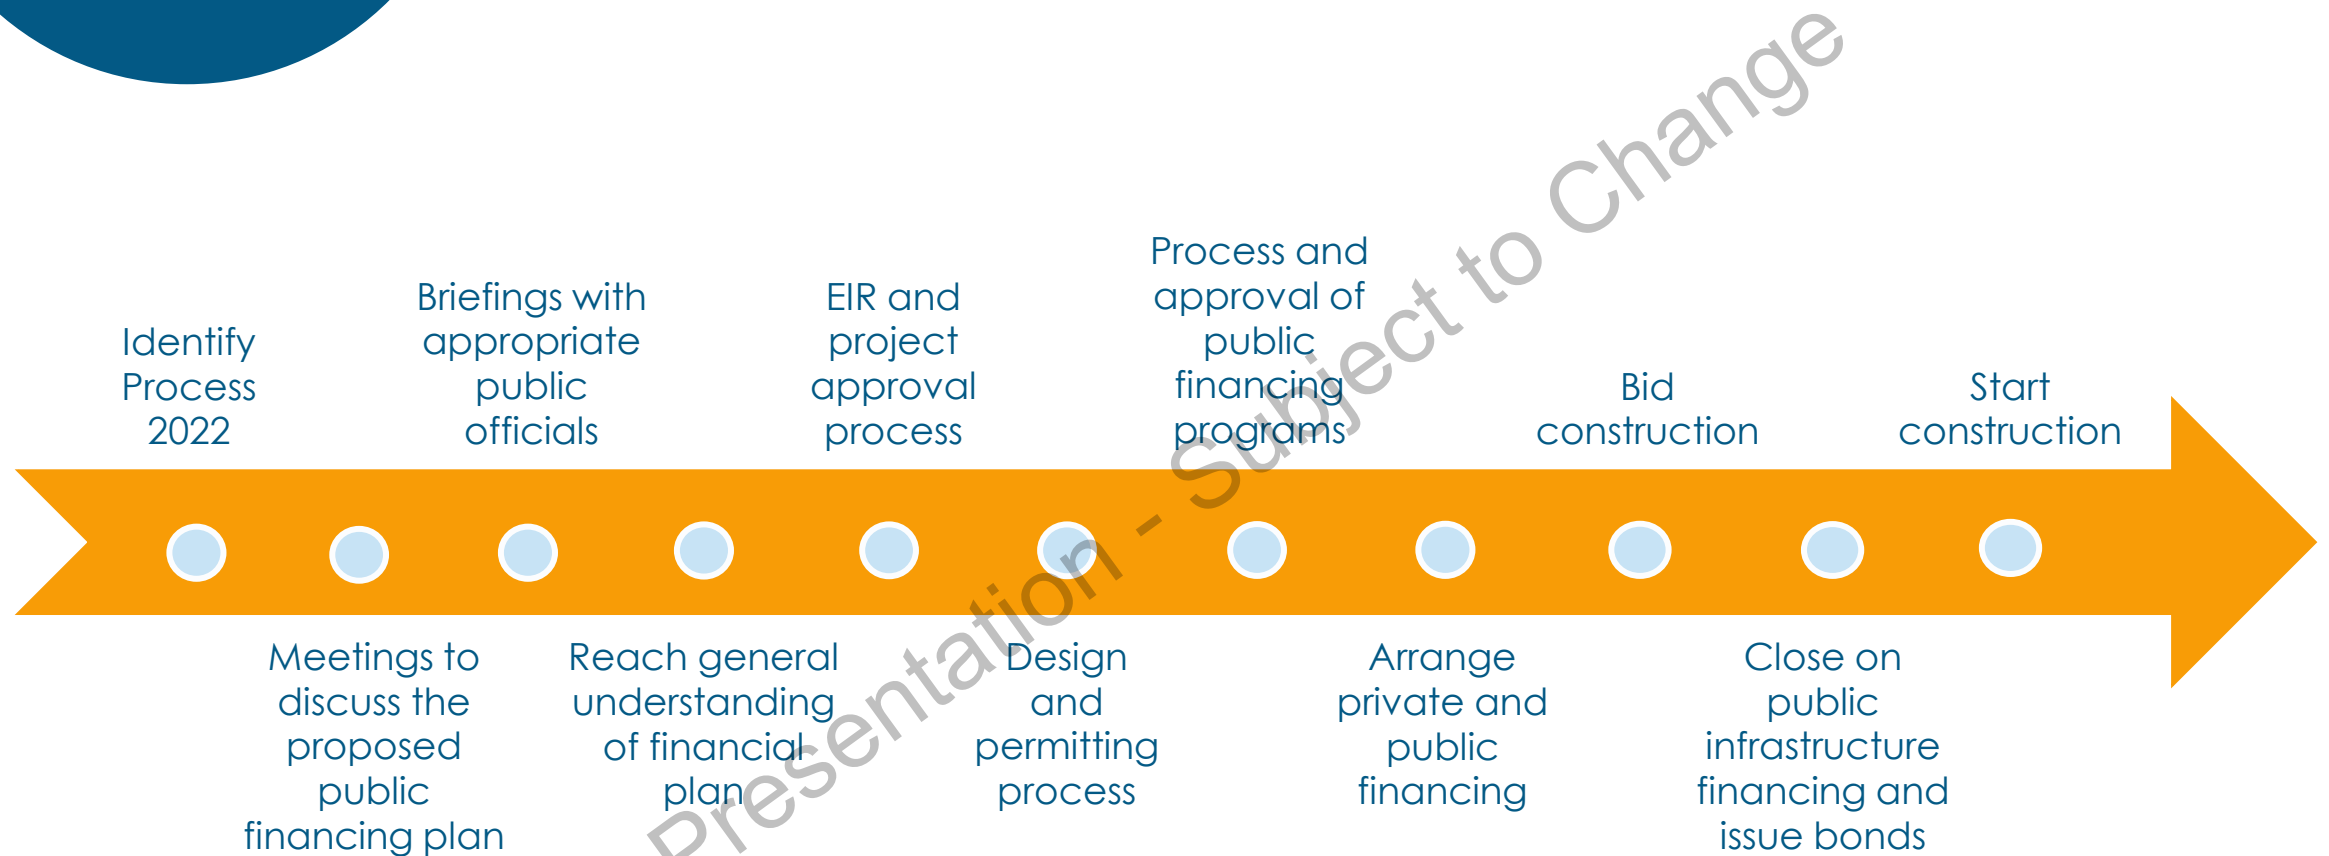 Identify
Process
2022
Meetings to
discuss the
proposed
public
financing plan
Briefings with
appropriate
public
officials
Reach general
understanding
of financial
plan
EIR and
project
approval
process
Design
and
permitting
process
Process and
approval of
public
financing
programs
Arrange
private and
public
financing
Bid
construction
Close on
public
infrastructure
financing and
issue bonds
Start
construction
Presentation - Subject to Change